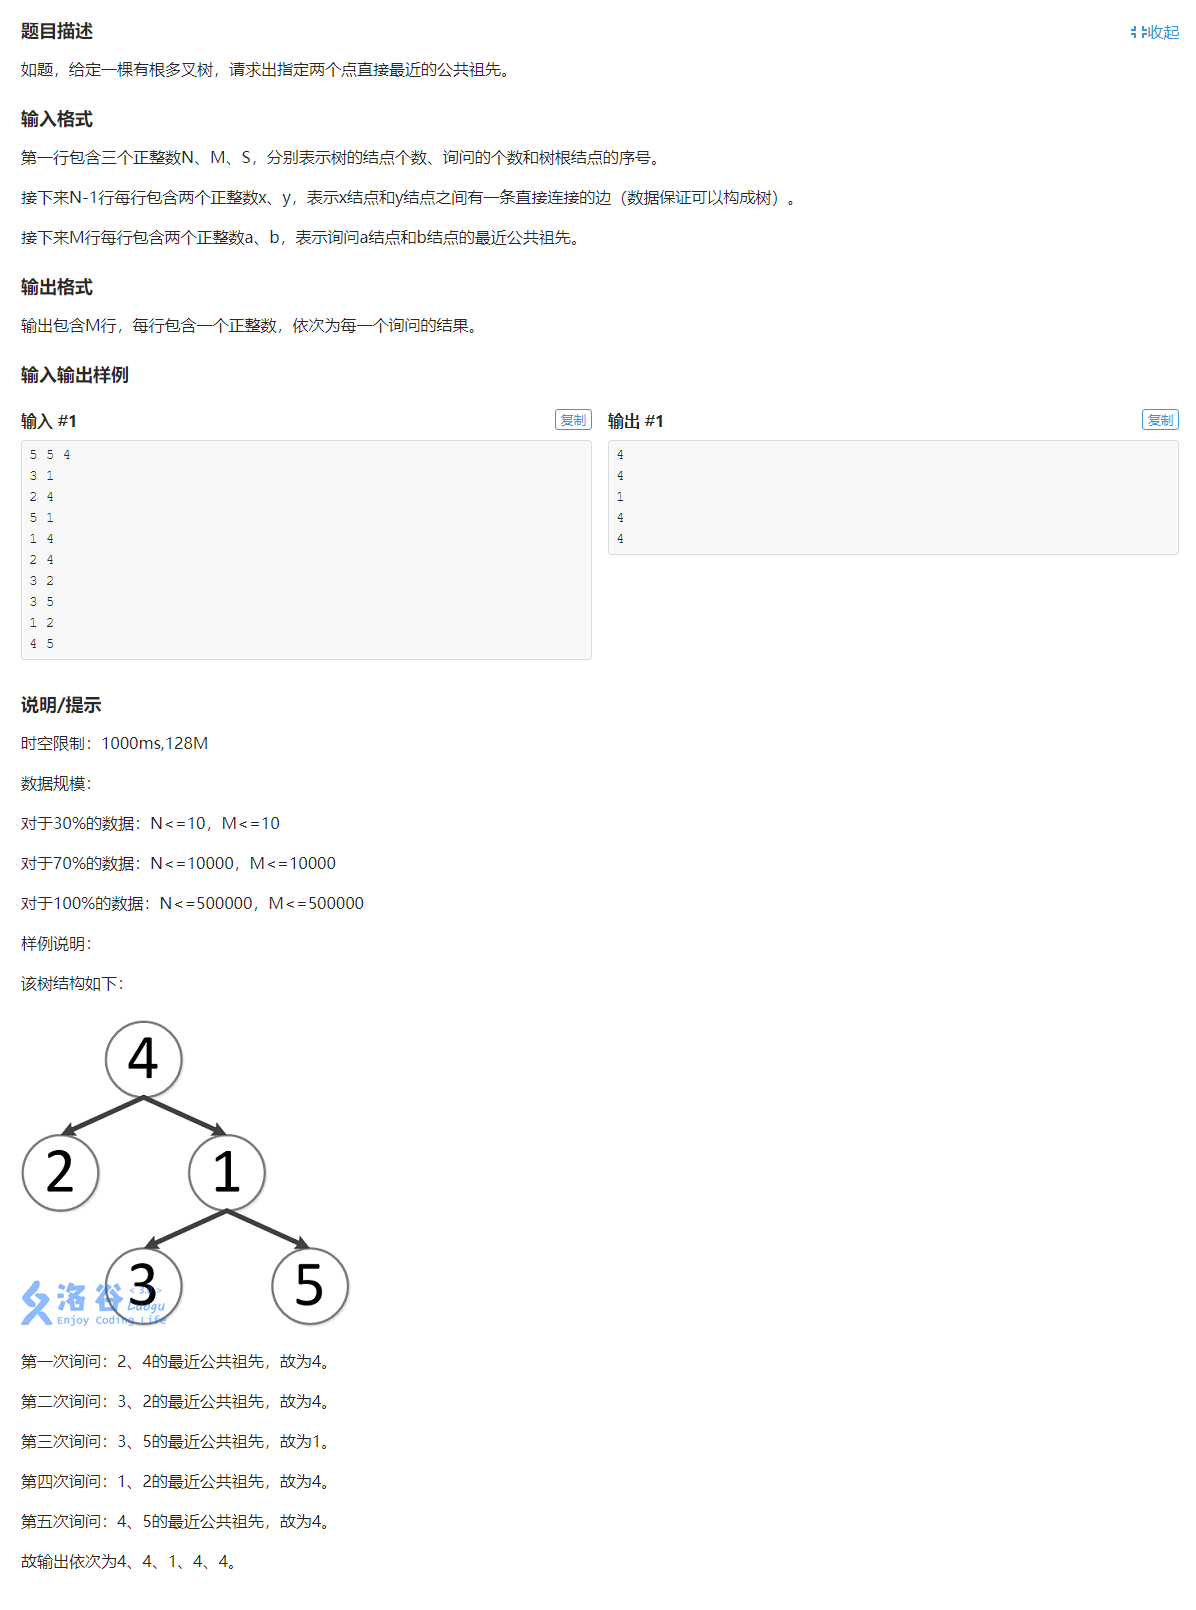 题目描述
收起
如题，给定一棵有根多叉树，请求出指定两个点直接最近的公共祖先。
输入格式
第一行包含三个正整数N、M、S，分别表示树的结点个数、询问的个数和树根结点的序号。
接下来N-1行每行包含两个正整数x、y，表示x结点和y结点之间有一条直接连接的边（数据保证可以构成树）。
接下来M行每行包含两个正整数a、b，表示询问a结点和b结点的最近公共祖先。
输出格式
输出包含M行，每行包含一个正整数，依次为每一个询问的结果。
输入输出样例
输入 #1
复制
5 5 4
3 1
2 4
5 1
1 4
2 4
3 2
3 5
1 2
4 5
输出 #1
复制
4
4
1
4
4
说明/提示
时空限制：1000ms,128M
数据规模：
对于30%的数据：N<=10，M<=10
对于70%的数据：N<=10000，M<=10000
对于100%的数据：N<=500000，M<=500000
样例说明：
该树结构如下：
4
2 1
3 5
洛谷
Luogu
Enjoy Coding Life
第一次询问：2、4的最近公共祖先，故为4。
第二次询问：3、2的最近公共祖先，故为4。
第三次询问：3、5的最近公共祖先，故为1。
第四次询问：1、2的最近公共祖先，故为4。
第五次询问：4、5的最近公共祖先，故为4。
故输出依次为4、4、1、4、4。